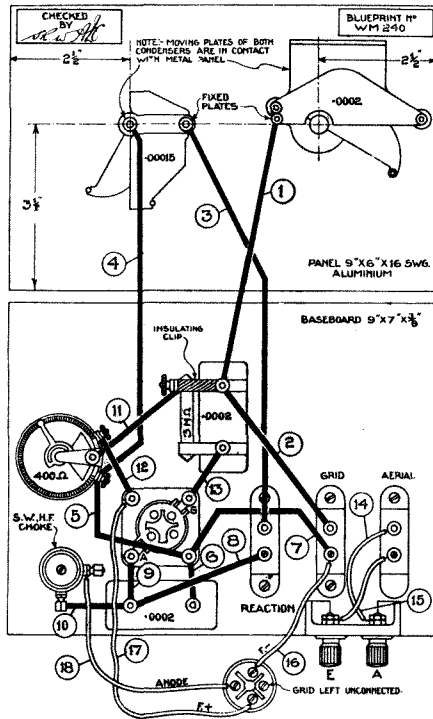 CHECKED
BY
BLUEPRINT Nº
WM 240
NOTE:- MOVING PLATES OF BOTH
CONDENSERS ARE IN CONTACT
WITH METAL PANEL
2½"
2½"
FIXED
PLATES
·0002
·00015
1
3
3¼"
4
PANEL 9"X6"X16 SWG.
ALUMINIUM
BASEBOARD 9"X7"X⅜"
INSULATING
CLIP
·0002
3 MΩ
11
2
400Ω
12
13
GRID
AERIAL
5
G
14
S.W.H.F.
CHOKE
A
6
8
7
9
REACTION
15
10
·0002
17
E
A
18
16
ANODE
F-
F+
GRID LEFT UNCONNECTED